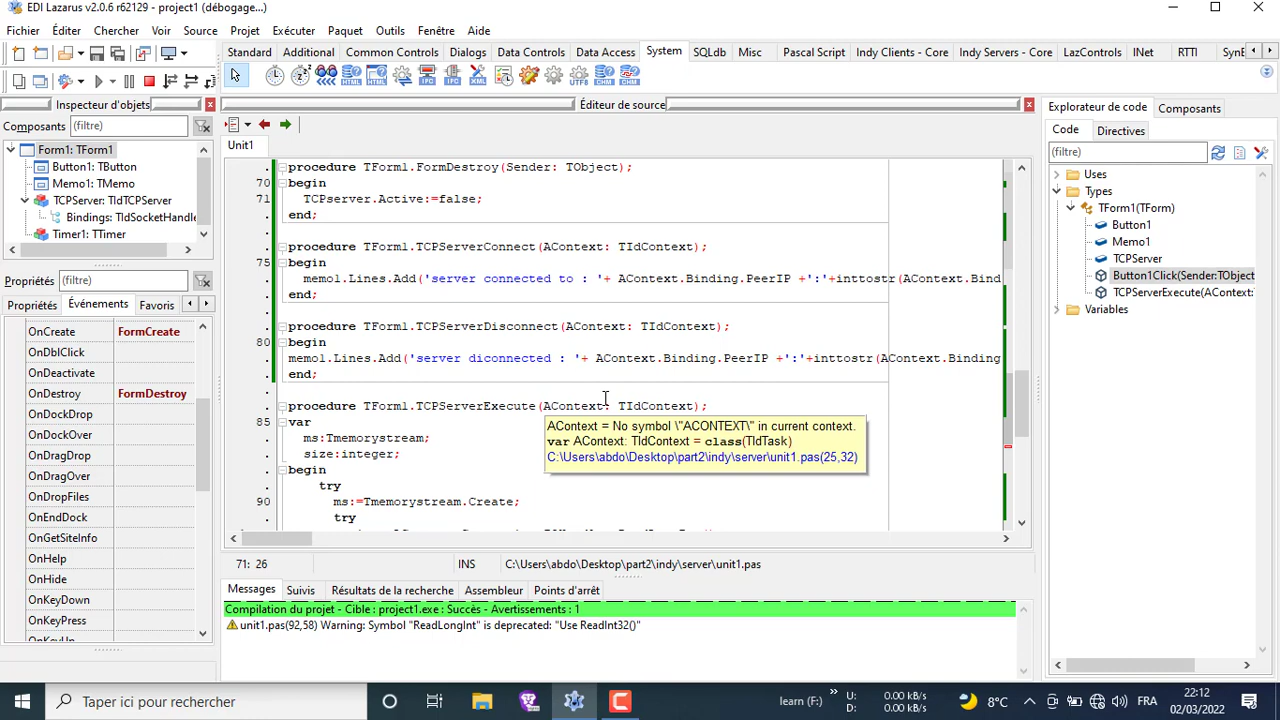 EDI Lazarus v2.0.6 r62129 - project1 (débogage...)
Fichier Éditer Chercher Voir Source Projet Exécuter Paquet Outils Fenêtre Aide
Standard Additional Common Controls Dialogs Data Controls Data Access System SQLdb Misc Pascal Script Indy Clients - Core Indy Servers - Core LazControls INet RTTI
Inspecteur d'objets
Composants (filtre)
Form1: TForm1
Button1: TButton
Memo1: TMemo
TCPServer: TIdTCPServer
Bindings: TIdSocketHandle
Timer1: TTimer
Propriétés (filtre)
Propriétés Événements Favoris
OnCreate FormCreate
OnDblClick
OnDeactivate
OnDestroy FormDestroy
OnDockDrop
OnDockOver
OnDragDrop
OnDragOver
OnDropFiles
OnEndDock
OnGetSiteInfo
OnHelp
OnHide
OnKeyDown
OnKeyPress
OnKeyUp
Éditeur de source
Unit1
procedure TForm1.FormDestroy(Sender: TObject);
70 begin
71 TCPserver.Active:=false;
end;
procedure TForm1.TCPServerConnect(AContext: TIdContext);
75 begin
memo1.Lines.Add('server connected to : '+ AContext.Binding.PeerIP +':'+inttostr(AContext.Bind
end;
procedure TForm1.TCPServerDisconnect(AContext: TIdContext);
80 begin
memo1.Lines.Add('server diconnected : '+ AContext.Binding.PeerIP +':'+inttostr(AContext.Binding
end;
procedure TForm1.TCPServerExecute(AContext: TIdContext);
85 var
ms:Tmemorystream;
size:integer;
begin
try
90 ms:=Tmemorystream.Create;
try
AContext = No symbol \"ACONTEXT\" in current context.
var AContext: TIdContext = class(TIdTask)
C:\Users\abdo\Desktop\part2\indy\server\unit1.pas(25,32)
71: 26 INS C:\Users\abdo\Desktop\part2\indy\server\unit1.pas
Messages Suivis Résultats de la recherche Assembleur Points d'arrêt
Compilation du projet - Cible : project1.exe : Succès - Avertissements : 1
unit1.pas(92,58) Warning: Symbol "ReadLongInt" is deprecated: "Use ReadInt32()"
Explorateur de code Composants
Code Directives
(filtre)
Uses
Types
TForm1(TForm)
Button1
Memo1
TCPServer
Button1Click(Sender:TObject
TCPServerExecute(AContext:
Variables
Taper ici pour rechercher
learn (F:)
U: 0.00 kB/s
D: 0.00 kB/s
8°C
FRA
22:12
02/03/2022